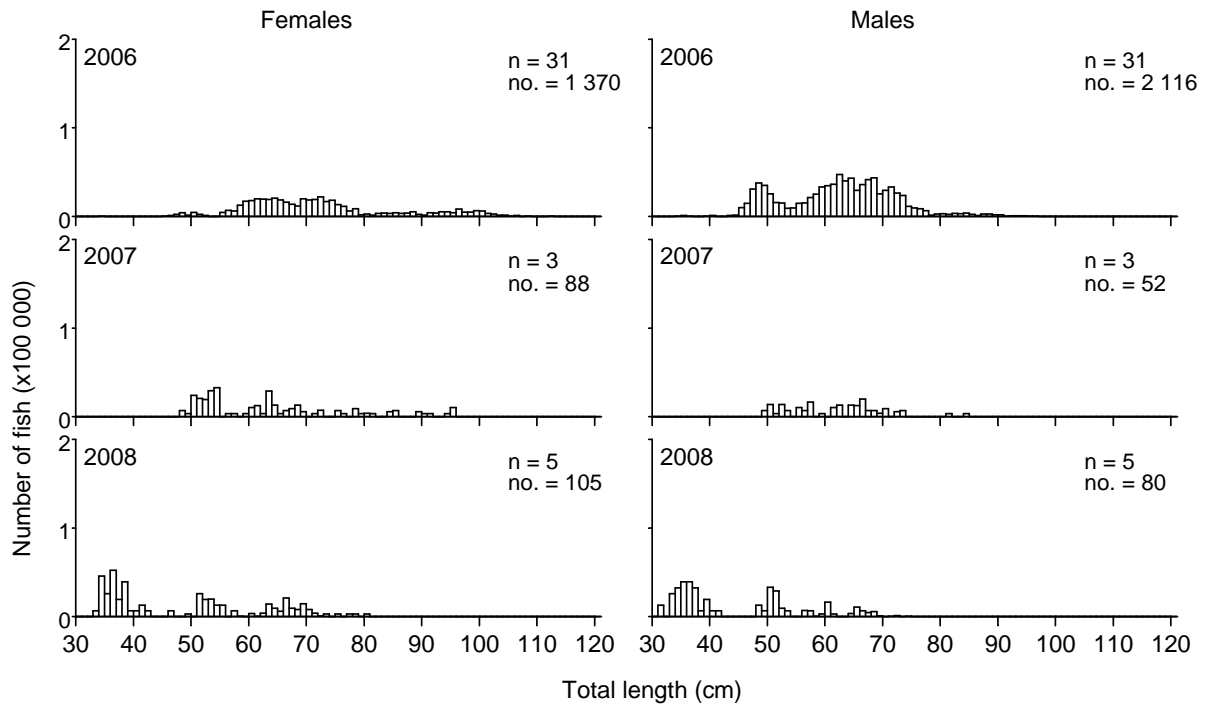 Females Males
2 2006 n = 31 no. = 1 370
1
0
2006 n = 31 no. = 2 116
2 2007 n = 3 no. = 88
1
0
2007 n = 3 no. = 52
2 2008 n = 5 no. = 105
1
0
2008 n = 5 no. = 80
30 40 50 60 70 80 90 100 110 120 30 40 50 60 70 80 90 100 110 120
Number of fish (x100 000)
Total length (cm)